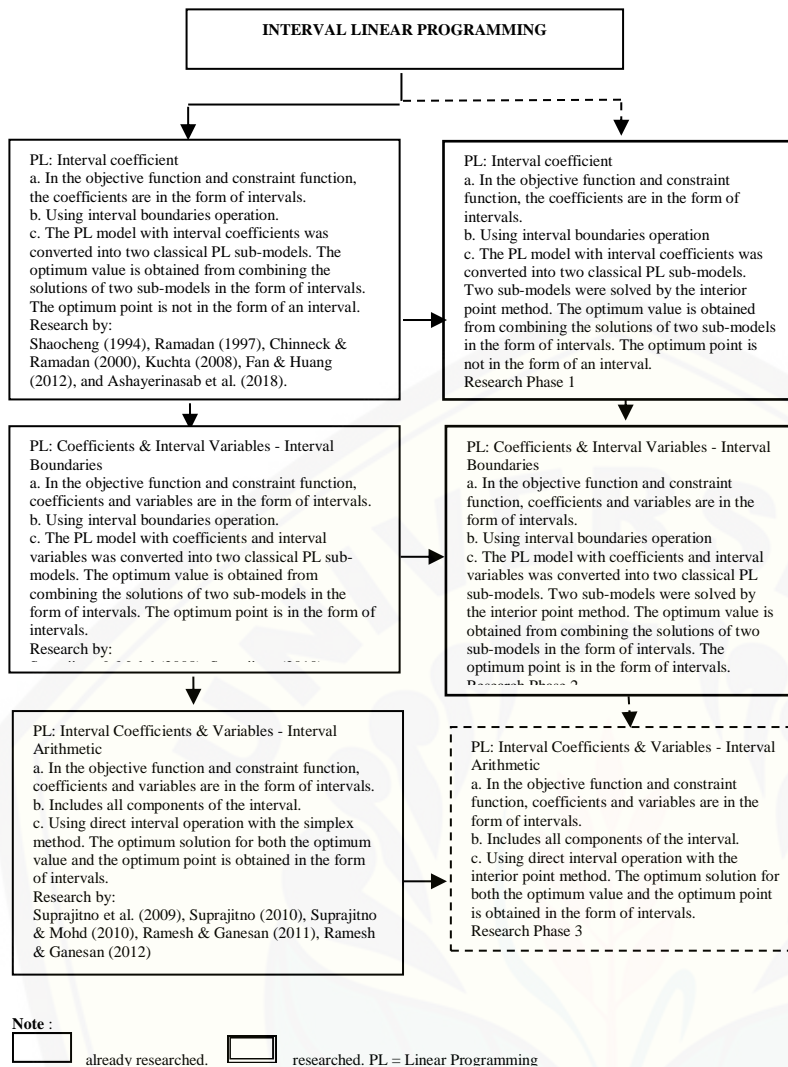 INTERVAL LINEAR PROGRAMMING
PL: Interval coefficient
a. In the objective function and constraint function,
the coefficients are in the form of intervals.
b. Using interval boundaries operation.
c. The PL model with interval coefficients was
converted into two classical PL sub-models. The
optimum value is obtained from combining the
solutions of two sub-models in the form of intervals.
The optimum point is not in the form of an interval.
Research by:
Shaocheng (1994), Ramadan (1997), Chinneck &
Ramadan (2000), Kuchta (2008), Fan & Huang
(2012), and Ashayerinasab et al. (2018).
PL: Interval coefficient
a. In the objective function and constraint
function, the coefficients are in the form of
intervals.
b. Using interval boundaries operation
c. The PL model with interval coefficients was
converted into two classical PL sub-models.
Two sub-models were solved by the interior
point method. The optimum value is obtained
from combining the solutions of two sub-models
in the form of intervals. The optimum point is
not in the form of an interval.
Research Phase 1
PL: Coefficients & Interval Variables - Interval
Boundaries
a. In the objective function and constraint function,
coefficients and variables are in the form of intervals.
b. Using interval boundaries operation.
c. The PL model with coefficients and interval
variables was converted into two classical PL sub-
models. The optimum value is obtained from
combining the solutions of two sub-models in the
form of intervals. The optimum point is in the form of
intervals.
Research by:
PL: Coefficients & Interval Variables - Interval
Boundaries
a. In the objective function and constraint
function, coefficients and variables are in the
form of intervals.
b. Using interval boundaries operation
c. The PL model with coefficients and interval
variables was converted into two classical PL
sub-models. Two sub-models were solved by
the interior point method. The optimum value is
obtained from combining the solutions of two
sub-models in the form of intervals. The
optimum point is in the form of intervals.
Research Phase 2
PL: Interval Coefficients & Variables - Interval
Arithmetic
a. In the objective function and constraint function,
coefficients and variables are in the form of intervals.
b. Includes all components of the interval.
c. Using direct interval operation with the simplex
method. The optimum solution for both the optimum
value and the optimum point is obtained in the form
of intervals.
Research by:
Suprajitno et al. (2009), Suprajitno (2010), Suprajitno
& Mohd (2010), Ramesh & Ganesan (2011), Ramesh
& Ganesan (2012)
PL: Interval Coefficients & Variables - Interval
Arithmetic
a. In the objective function and constraint
function, coefficients and variables are in the
form of intervals.
b. Includes all components of the interval.
c. Using direct interval operation with the
interior point method. The optimum solution for
both the optimum value and the optimum point
is obtained in the form of intervals.
Research Phase 3
Note :
already researched. researched. PL = Linear Programming